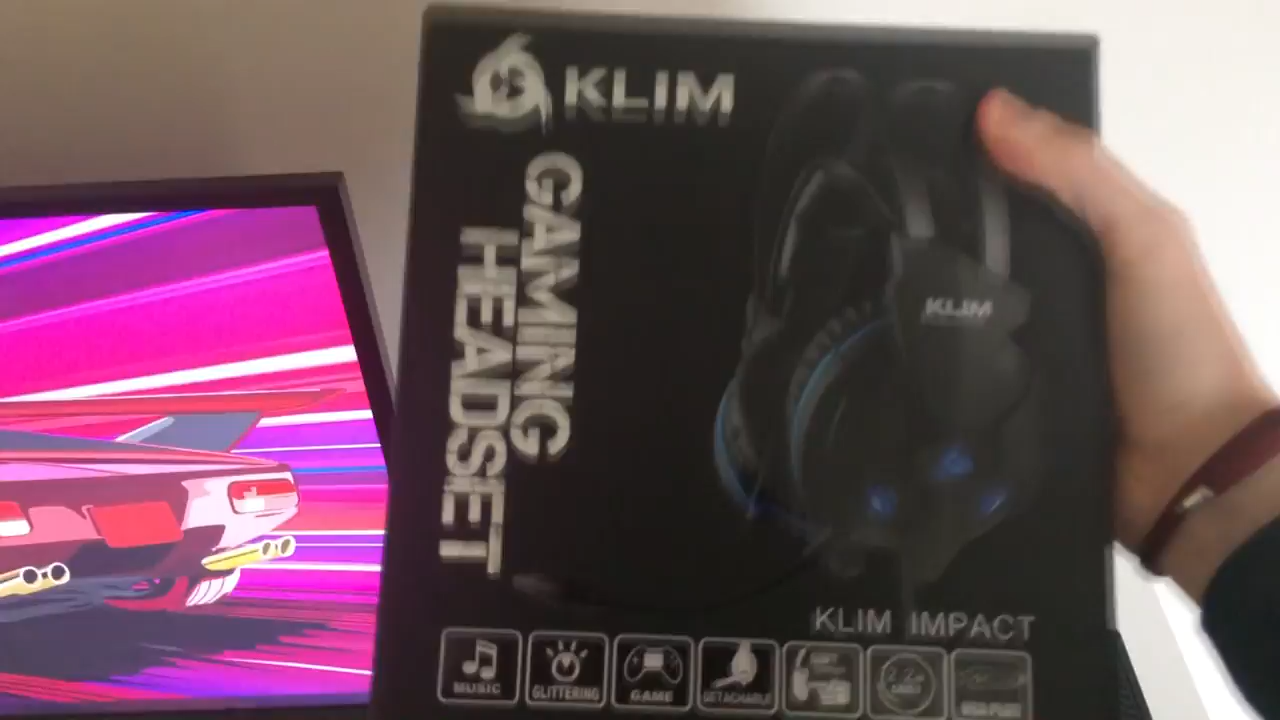 KLIM
GAMING
HEADSET
KLIM
KLIM IMPACT
MUSIC
GLITTERING
GAME
DETACHABLE